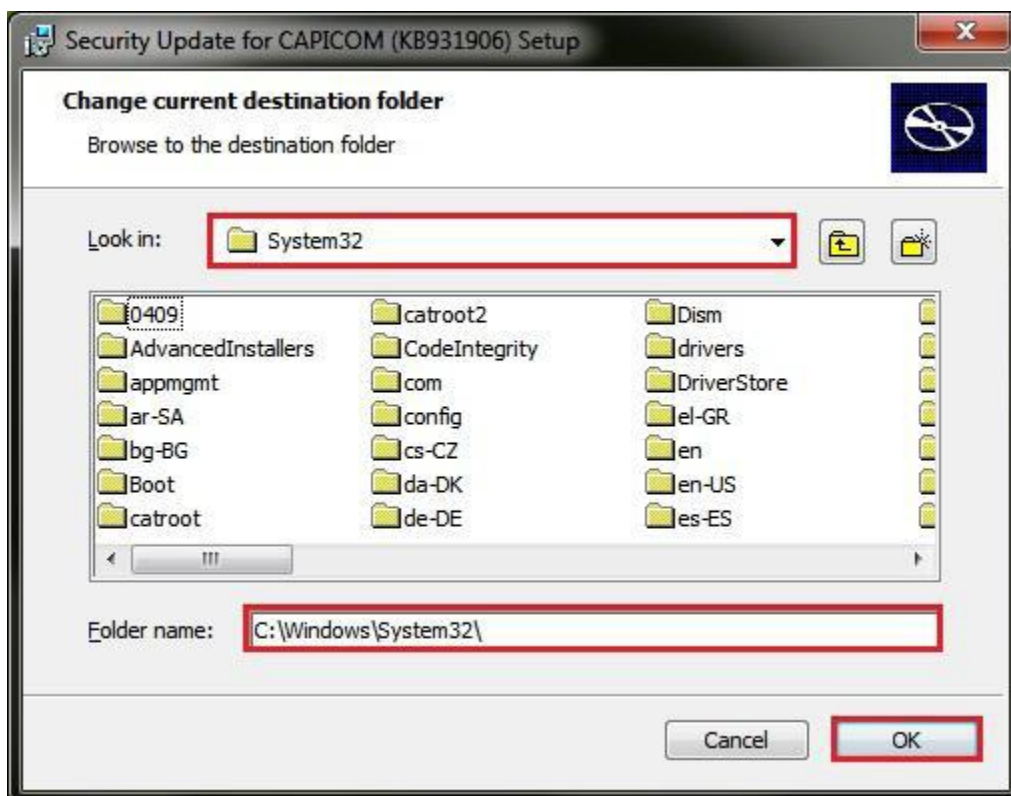 Security Update for CAPICOM (KB931906) Setup
Change current destination folder
Browse to the destination folder
Look in: System32
0409 catroot2 Dism
AdvancedInstallers CodeIntegrity drivers
appmgmt com DriverStore
ar-SA config el-GR
bg-BG cs-CZ en
Boot da-DK en-US
catroot de-DE es-ES
Folder name: C:\Windows\System32\
Cancel OK